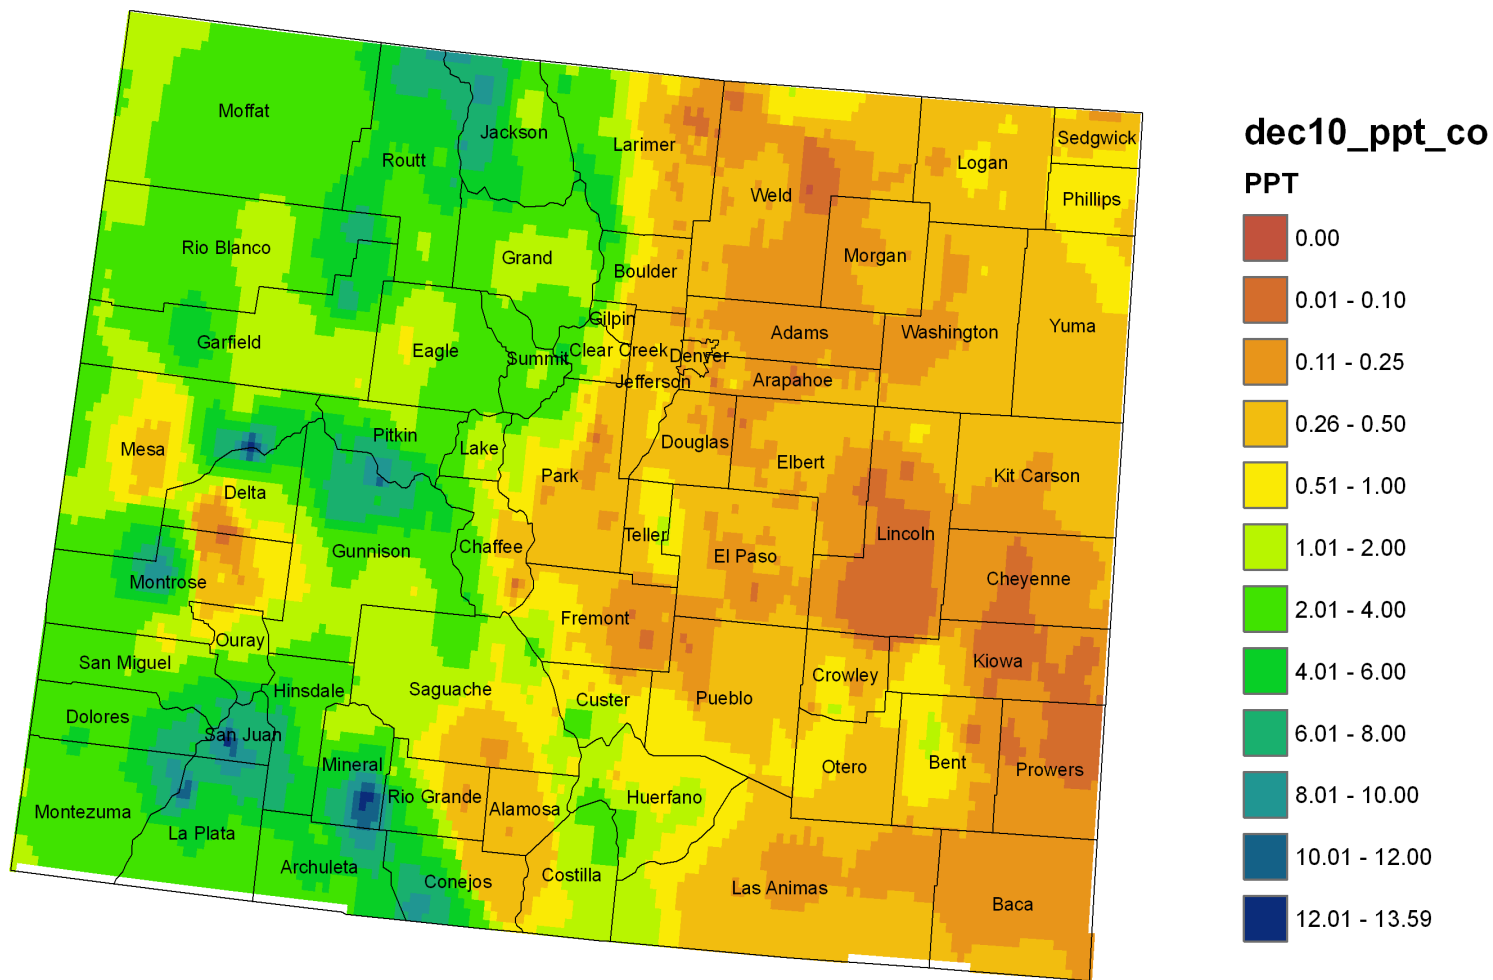 Moffat
Routt
Jackson
Larimer
Weld
Logan
Sedgwick
Phillips
Rio Blanco
Grand
Boulder
Morgan
Yuma
Washington
Garfield
Eagle
Summit
Gilpin
Clear Creek
Denver
Adams
Jefferson
Arapahoe
Mesa
Pitkin
Lake
Park
Douglas
Elbert
Kit Carson
Delta
Gunnison
Chaffee
Teller
El Paso
Lincoln
Cheyenne
Montrose
Fremont
Ouray
San Miguel
Hinsdale
Saguache
Custer
Pueblo
Crowley
Kiowa
Dolores
San Juan
Mineral
Rio Grande
Alamosa
Huerfano
Otero
Bent
Prowers
Montezuma
La Plata
Archuleta
Conejos
Costilla
Las Animas
Baca
dec10_ppt_co
PPT
0.00
0.01 - 0.10
0.11 - 0.25
0.26 - 0.50
0.51 - 1.00
1.01 - 2.00
2.01 - 4.00
4.01 - 6.00
6.01 - 8.00
8.01 - 10.00
10.01 - 12.00
12.01 - 13.59